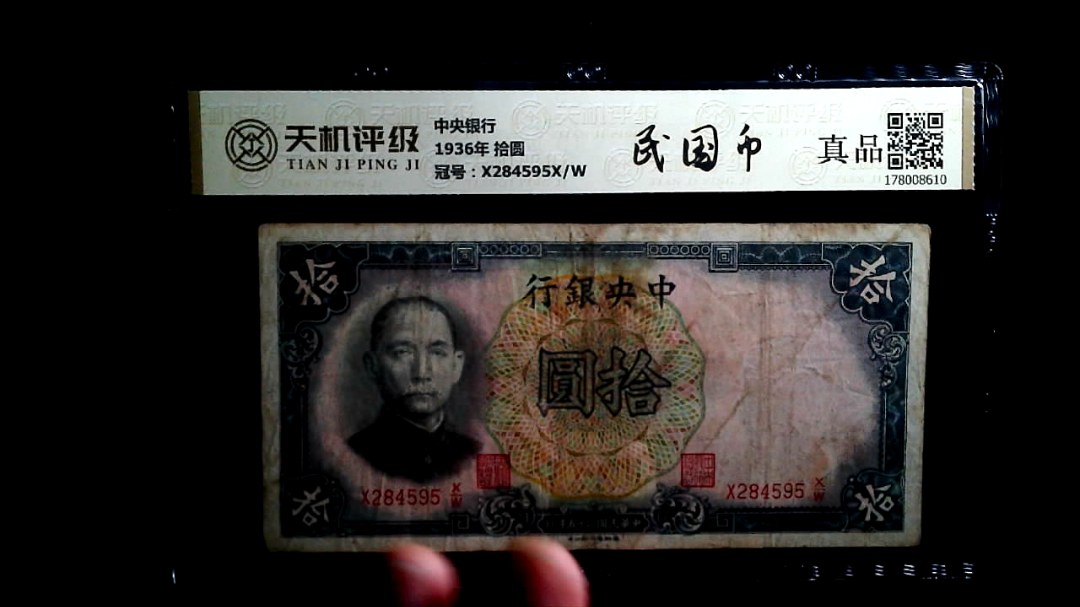 天机评级
TIAN JI PING JI
中央银行
1936年 拾圆
冠号：X284595X/W
民国币
真品
178008610
拾
拾
行銀央中
圓拾
X284595 X/W
X284595 X/W
拾
拾